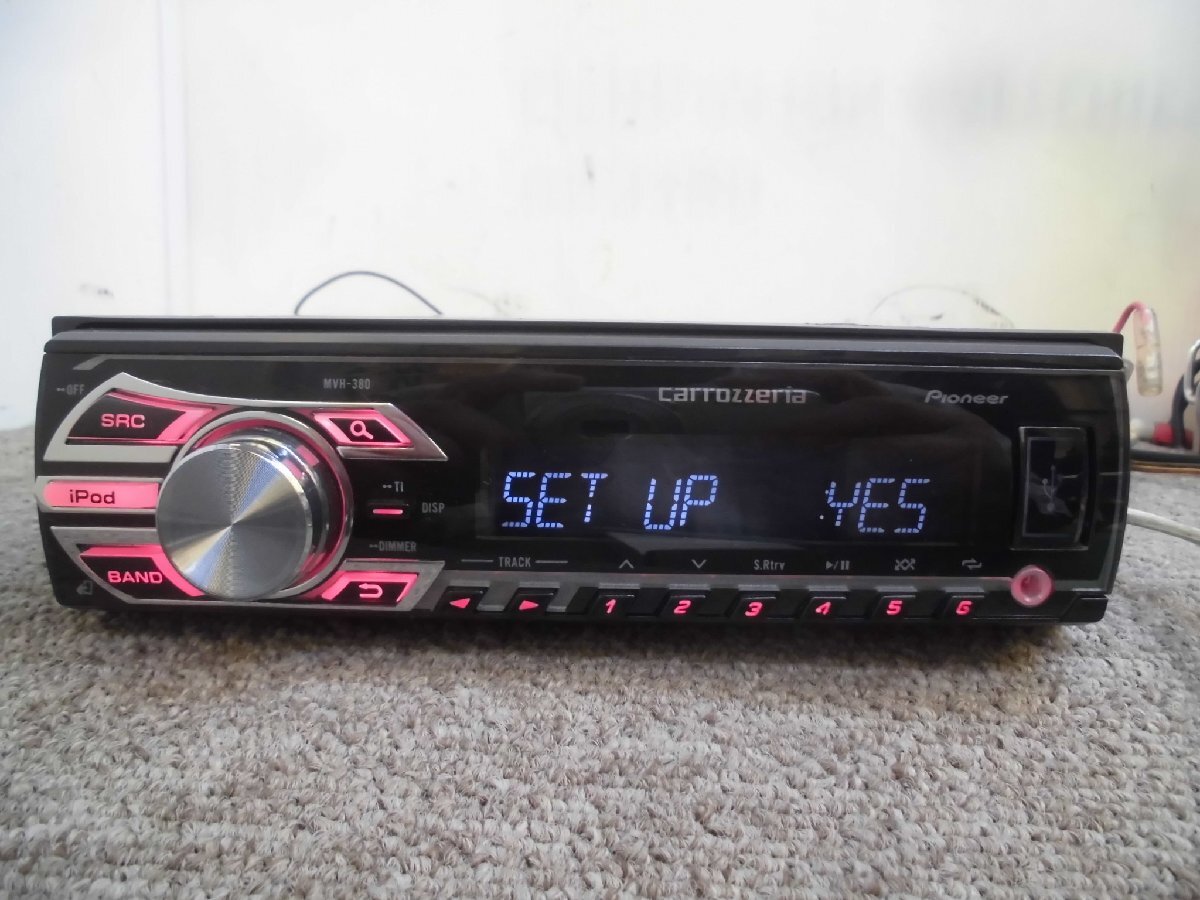 --OFF
MVH-380
carrozzeria
Pioneer
SRC
iPod
--Ti
DISP
SET UP YES
--DIMMER
BAND
TRACK
S.Rtrv
▶/II
1 2 3 4 5 6